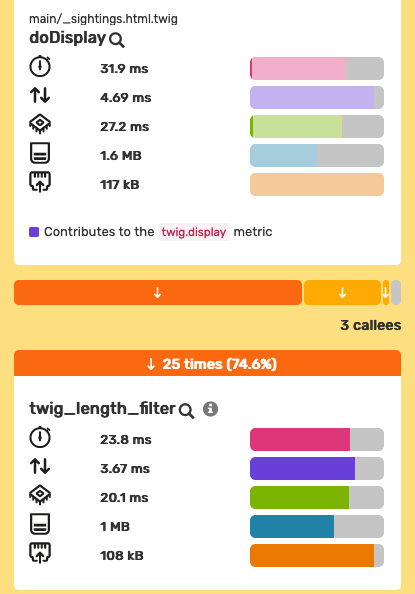 main/_sightings.html.twig
doDisplay
31.9 ms
4.69 ms
27.2 ms
1.6 MB
117 kB
Contributes to the twig.display metric
↓ ↓ ↓
3 callees
↓ 25 times (74.6%)
twig_length_filter
23.8 ms
3.67 ms
20.1 ms
1 MB
108 kB